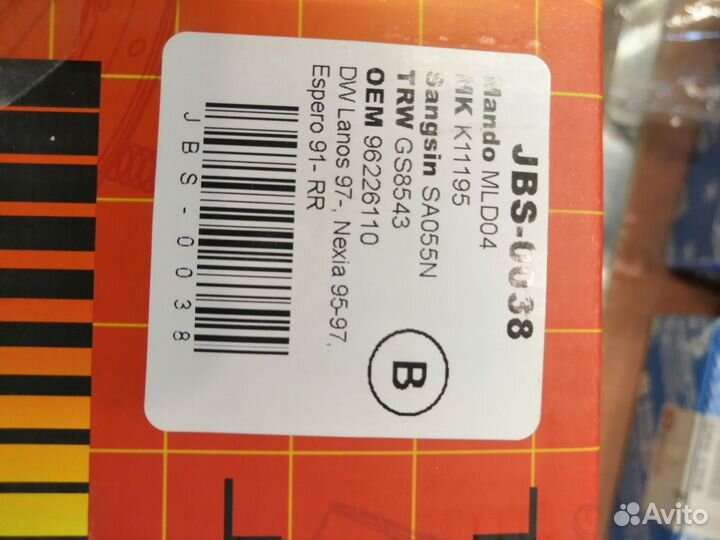 JBS-0038
Mando MLD04
MK K11195
Sangsin SA055N
TRW GS8543
OEM 96226110
DW Lanos 97-, Nexia 95-97,
Espero 91- RR
B
JBS-0038
Avito